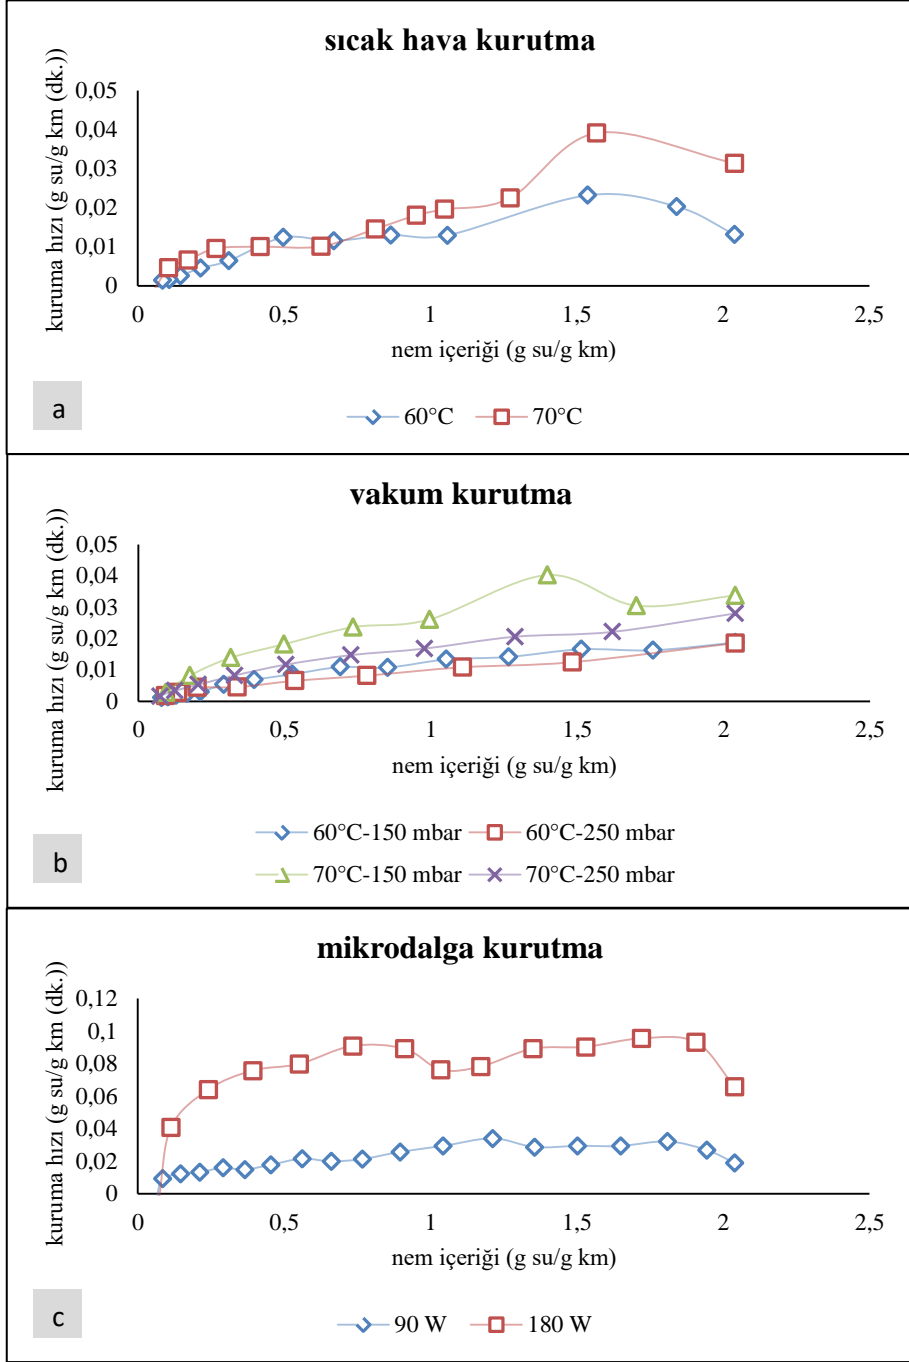 sıcak hava kurutma
kuruma hızı (g su/g km (dk.))
0,05
0,04
0,03
0,02
0,01
0
0 0,5 1 1,5 2 2,5
nem içeriği (g su/g km)
a
60°C 70°C
vakum kurutma
kuruma hızı (g su/g km (dk.))
0,05
0,04
0,03
0,02
0,01
0
0 0,5 1 1,5 2 2,5
nem içeriği (g su/g km)
60°C-150 mbar 60°C-250 mbar
70°C-150 mbar 70°C-250 mbar
b
mikrodalga kurutma
kuruma hızı (g su/g km (dk.))
0,12
0,1
0,08
0,06
0,04
0,02
0
0 0,5 1 1,5 2 2,5
nem içeriği (g su/g km)
c
90 W 180 W